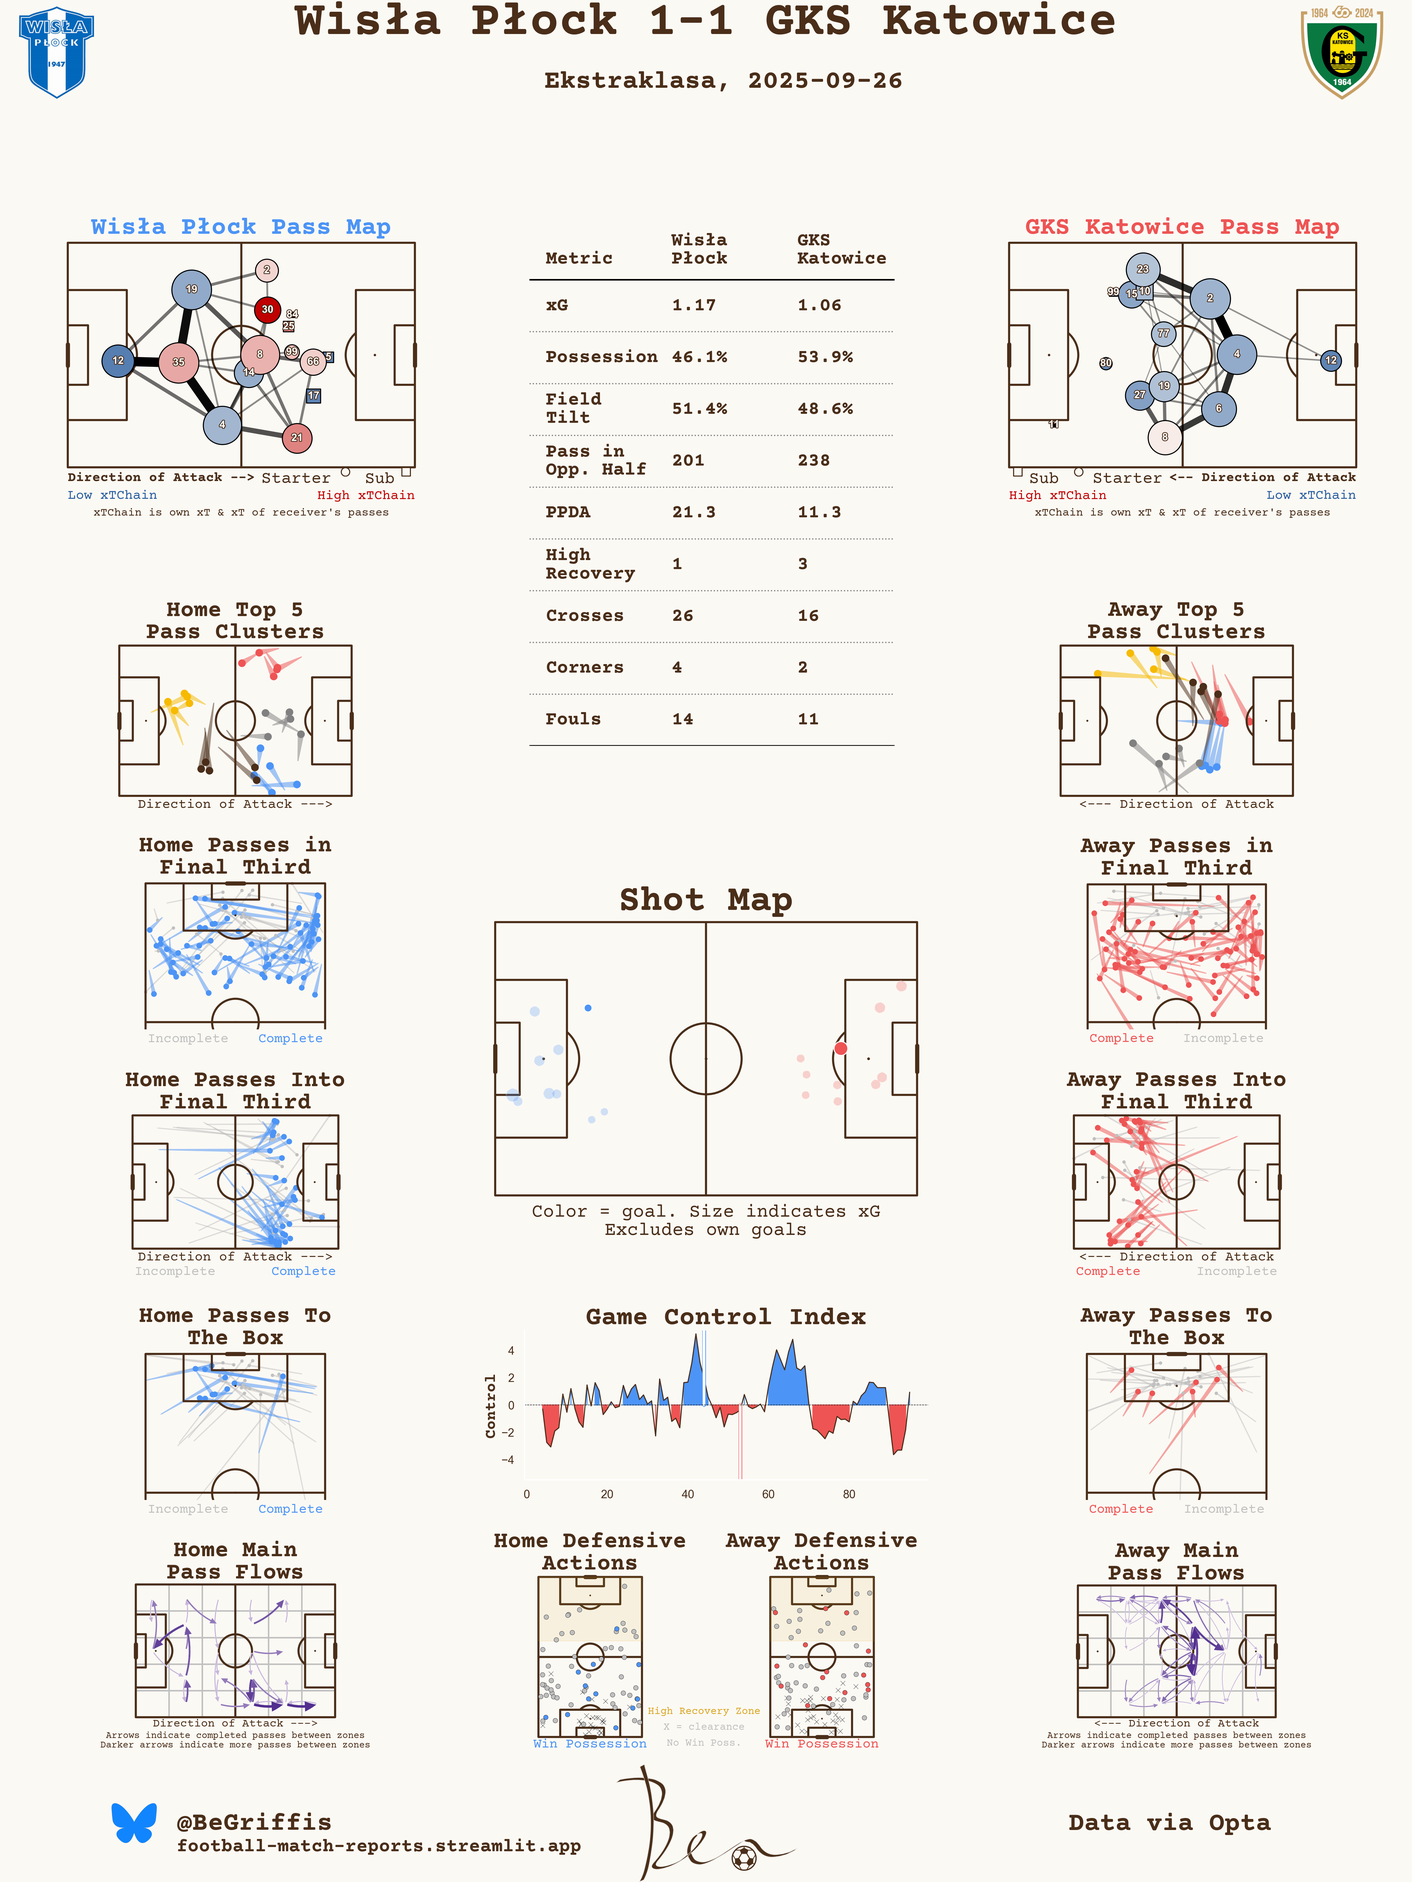 Wisła Płock 1-1 GKS Katowice
Ekstraklasa, 2025-09-26
WISŁA
PŁOCK
1947
1964 2024
KS
KATOWICE
1964
Wisła Płock Pass Map
2
19
30
84
25
12
35
8
99
66
5
14
17
4
21
Direction of Attack --> Starter Sub
Low xTChain High xTChain
xTChain is own xT & xT of receiver's passes
Metric Wisła Płock GKS Katowice
xG 1.17 1.06
Possession 46.1% 53.9%
Field Tilt 51.4% 48.6%
Pass in Opp. Half 201 238
PPDA 21.3 11.3
High Recovery 1 3
Crosses 26 16
Corners 4 2
Fouls 14 11
GKS Katowice Pass Map
23
99
15
10
2
77
4
12
80
19
27
6
11
8
Sub Starter <-- Direction of Attack
High xTChain Low xTChain
xTChain is own xT & xT of receiver's passes
Home Top 5
Pass Clusters
Direction of Attack --->
Away Top 5
Pass Clusters
<--- Direction of Attack
Home Passes in
Final Third
Incomplete Complete
Away Passes in
Final Third
Complete Incomplete
Shot Map
Color = goal. Size indicates xG
Excludes own goals
Home Passes Into
Final Third
Direction of Attack --->
Incomplete Complete
Away Passes Into
Final Third
<--- Direction of Attack
Complete Incomplete
Home Passes To
The Box
Incomplete Complete
Game Control Index
Control
4
2
0
−2
−4
0 20 40 60 80
Away Passes To
The Box
Complete Incomplete
Home Main
Pass Flows
Direction of Attack --->
Arrows indicate completed passes between zones
Darker arrows indicate more passes between zones
Home Defensive
Actions
Win Possession
Away Defensive
Actions
Win Possession
High Recovery Zone
X = clearance
No Win Poss.
Away Main
Pass Flows
<--- Direction of Attack
Arrows indicate completed passes between zones
Darker arrows indicate more passes between zones
@BeGriffis
football-match-reports.streamlit.app
Ben
Data via Opta